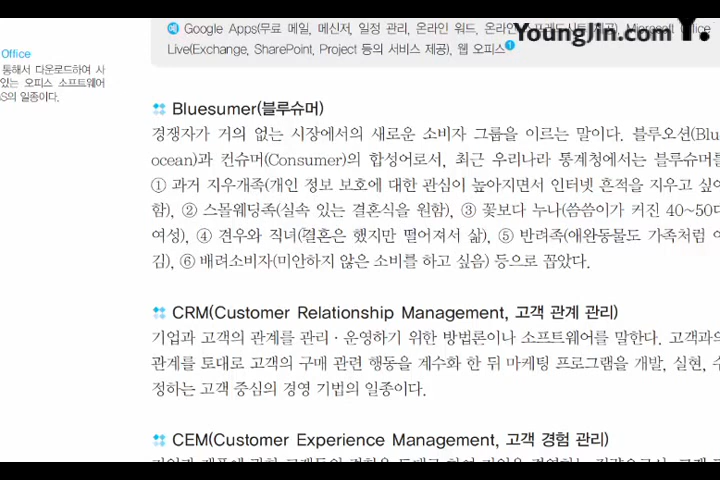 예 Google Apps(무료 메일, 메신저, 일정 관리, 온라인 워드, 온라인 스프레드시트 제공), Microsoft Office
YoungJin.com Y.
Live(Exchange, SharePoint, Project 등의 서비스 제공), 웹 오피스1
Office
통해서 다운로드하여 사
있는 오피스 소프트웨어
S의 일종이다.
Bluesumer(블루슈머)
경쟁자가 거의 없는 시장에서의 새로운 소비자 그룹을 이르는 말이다. 블루오션(Blu
ocean)과 컨슈머(Consumer)의 합성어로서, 최근 우리나라 통계청에서는 블루슈머를
① 과거 지우개족(개인 정보 보호에 대한 관심이 높아지면서 인터넷 흔적을 지우고 싶어
함), ② 스몰웨딩족(실속 있는 결혼식을 원함), ③ 꽃보다 누나(씀씀이가 커진 40~50대
여성), ④ 견우와 직녀(결혼은 했지만 떨어져서 삶), ⑤ 반려족(애완동물도 가족처럼 여
김), ⑥ 배려소비자(미안하지 않은 소비를 하고 싶음) 등으로 꼽았다.
CRM(Customer Relationship Management, 고객 관계 관리)
기업과 고객의 관계를 관리·운영하기 위한 방법론이나 소프트웨어를 말한다. 고객과의
관계를 토대로 고객의 구매 관련 행동을 계수화 한 뒤 마케팅 프로그램을 개발, 실현, 수
정하는 고객 중심의 경영 기법의 일종이다.
CEM(Customer Experience Management, 고객 경험 관리)